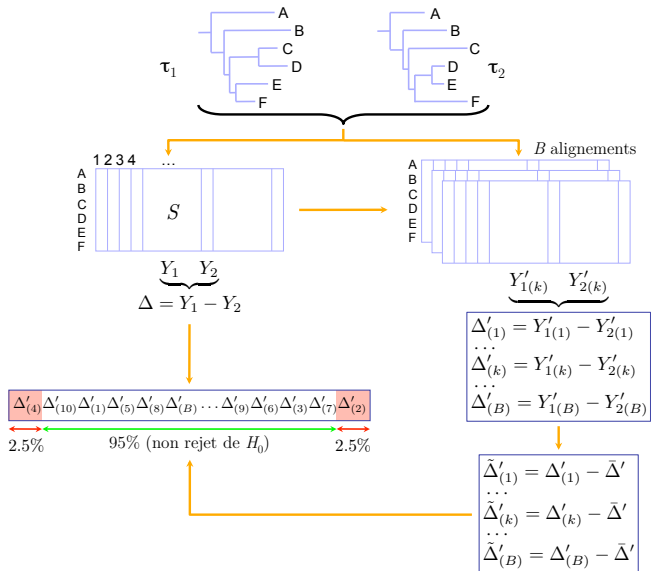 A
B
C
D
E
F
τ₁
A
B
C
D
E
F
τ₂
1 2 3 4 ...
A
B
C
D
E
F
S
B alignements
A
B
C
D
E
F
Y₁ Y₂
Δ = Y₁ − Y₂
Y′₁₍ₖ₎ Y′₂₍ₖ₎
Δ′₍₁₎ = Y′₁₍₁₎ − Y′₂₍₁₎
...
Δ′₍ₖ₎ = Y′₁₍ₖ₎ − Y′₂₍ₖ₎
...
Δ′₍B₎ = Y′₁₍B₎ − Y′₂₍B₎
Δ′₍₄₎ Δ′₍₁₀₎ Δ′₍₁₎ Δ′₍₅₎ Δ′₍₈₎ Δ′₍B₎ ... Δ′₍₉₎ Δ′₍₆₎ Δ′₍₃₎ Δ′₍₇₎ Δ′₍₂₎
2.5% 95% (non rejet de H₀) 2.5%
Δ̃′₍₁₎ = Δ′₍₁₎ − Δ̄′
...
Δ̃′₍ₖ₎ = Δ′₍ₖ₎ − Δ̄′
...
Δ̃′₍B₎ = Δ′₍B₎ − Δ̄′